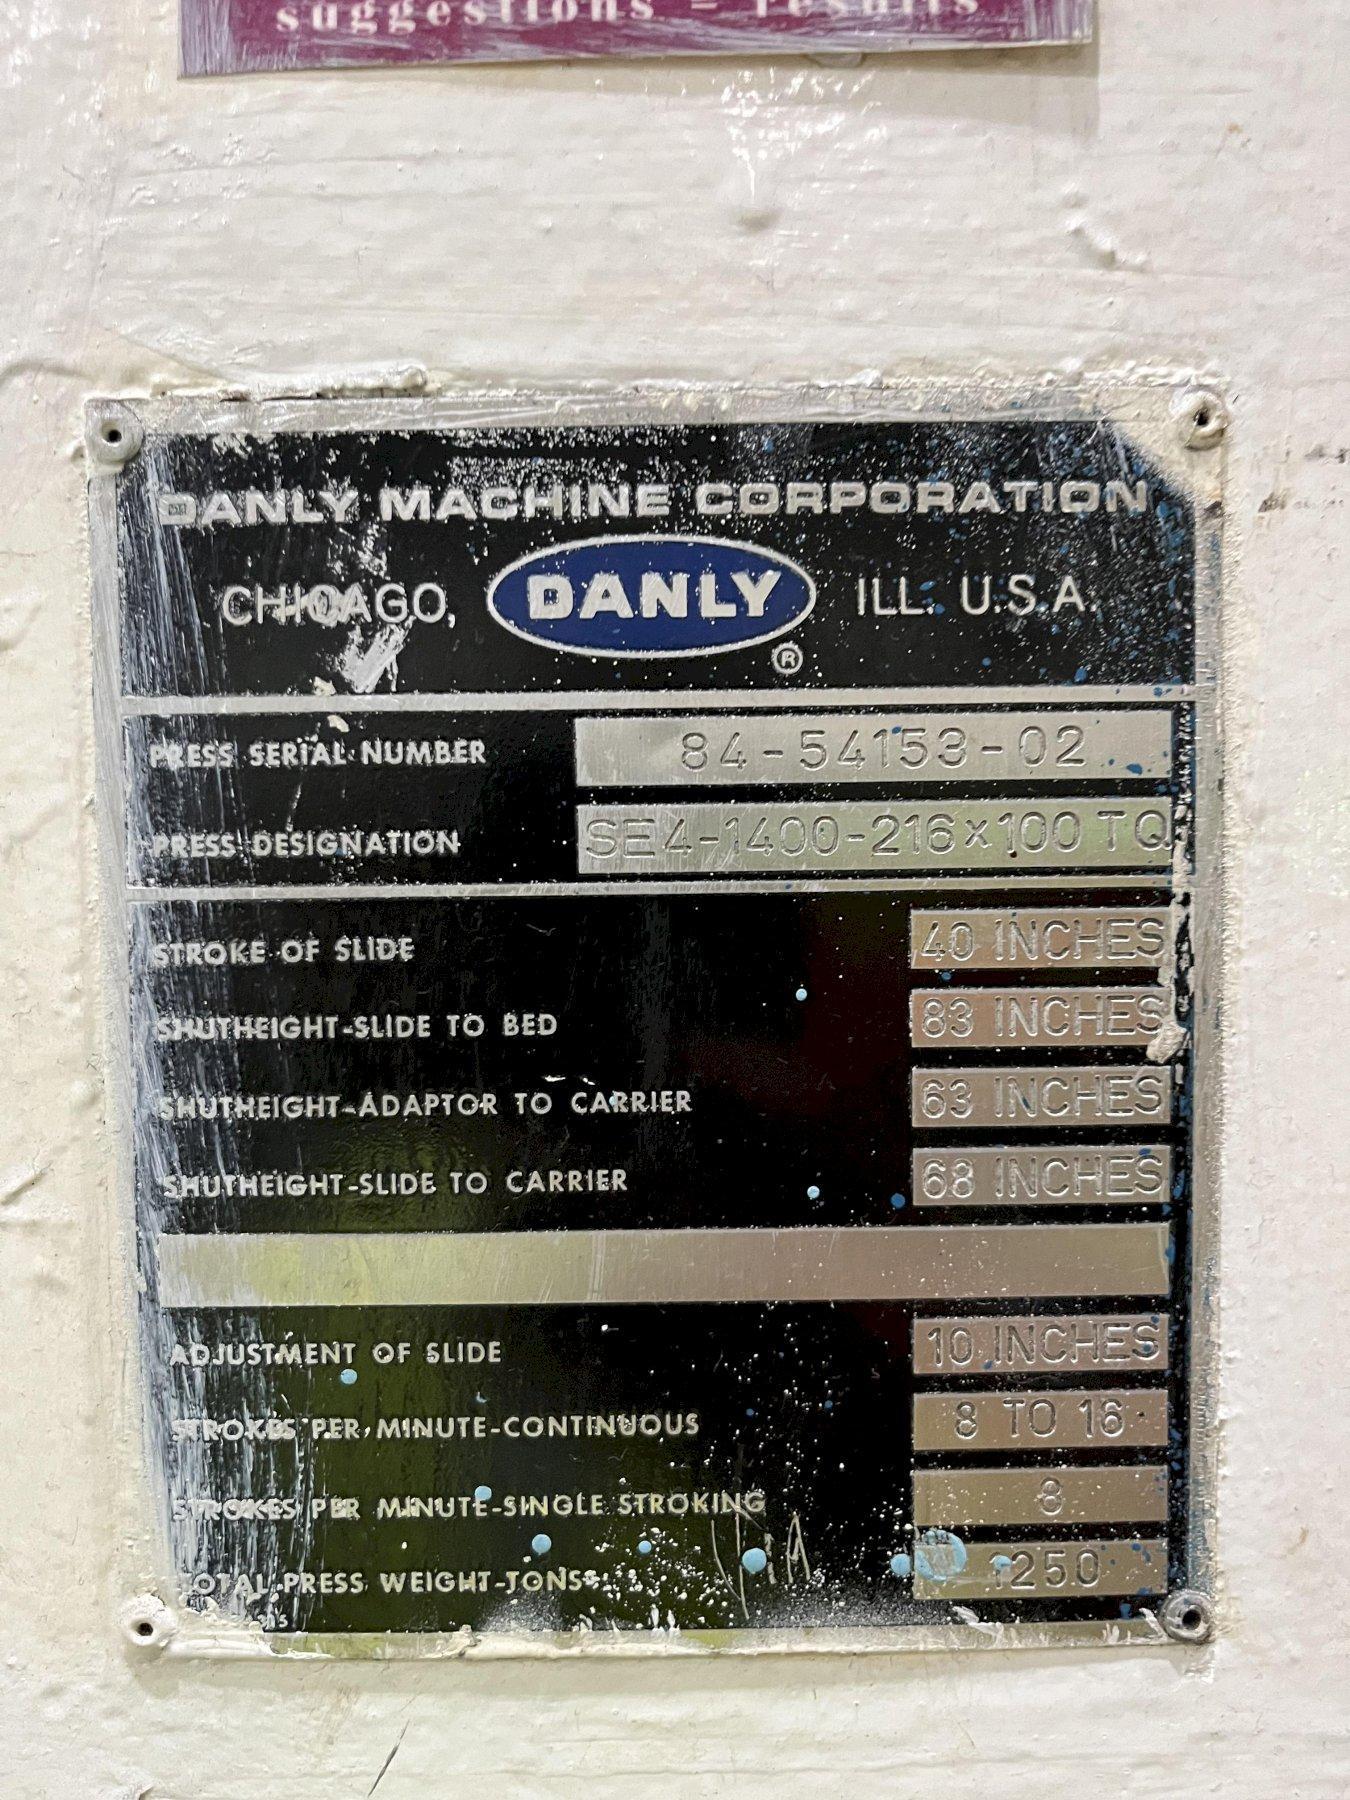 suggestions – results
DANLY MACHINE CORPORATION
CHICAGO, DANLY ® ILL. U.S.A.
PRESS SERIAL NUMBER 84-54153-02
PRESS DESIGNATION SE4-1400-216x100 TQ
STROKE OF SLIDE 40 INCHES
SHUTHEIGHT-SLIDE TO BED 83 INCHES
SHUTHEIGHT-ADAPTOR TO CARRIER 63 INCHES
SHUTHEIGHT-SLIDE TO CARRIER 68 INCHES
ADJUSTMENT OF SLIDE 10 INCHES
STROKES PER MINUTE-CONTINUOUS 8 TO 16
STROKES PER MINUTE-SINGLE STROKING 8
TOTAL PRESS WEIGHT-TONS 1250